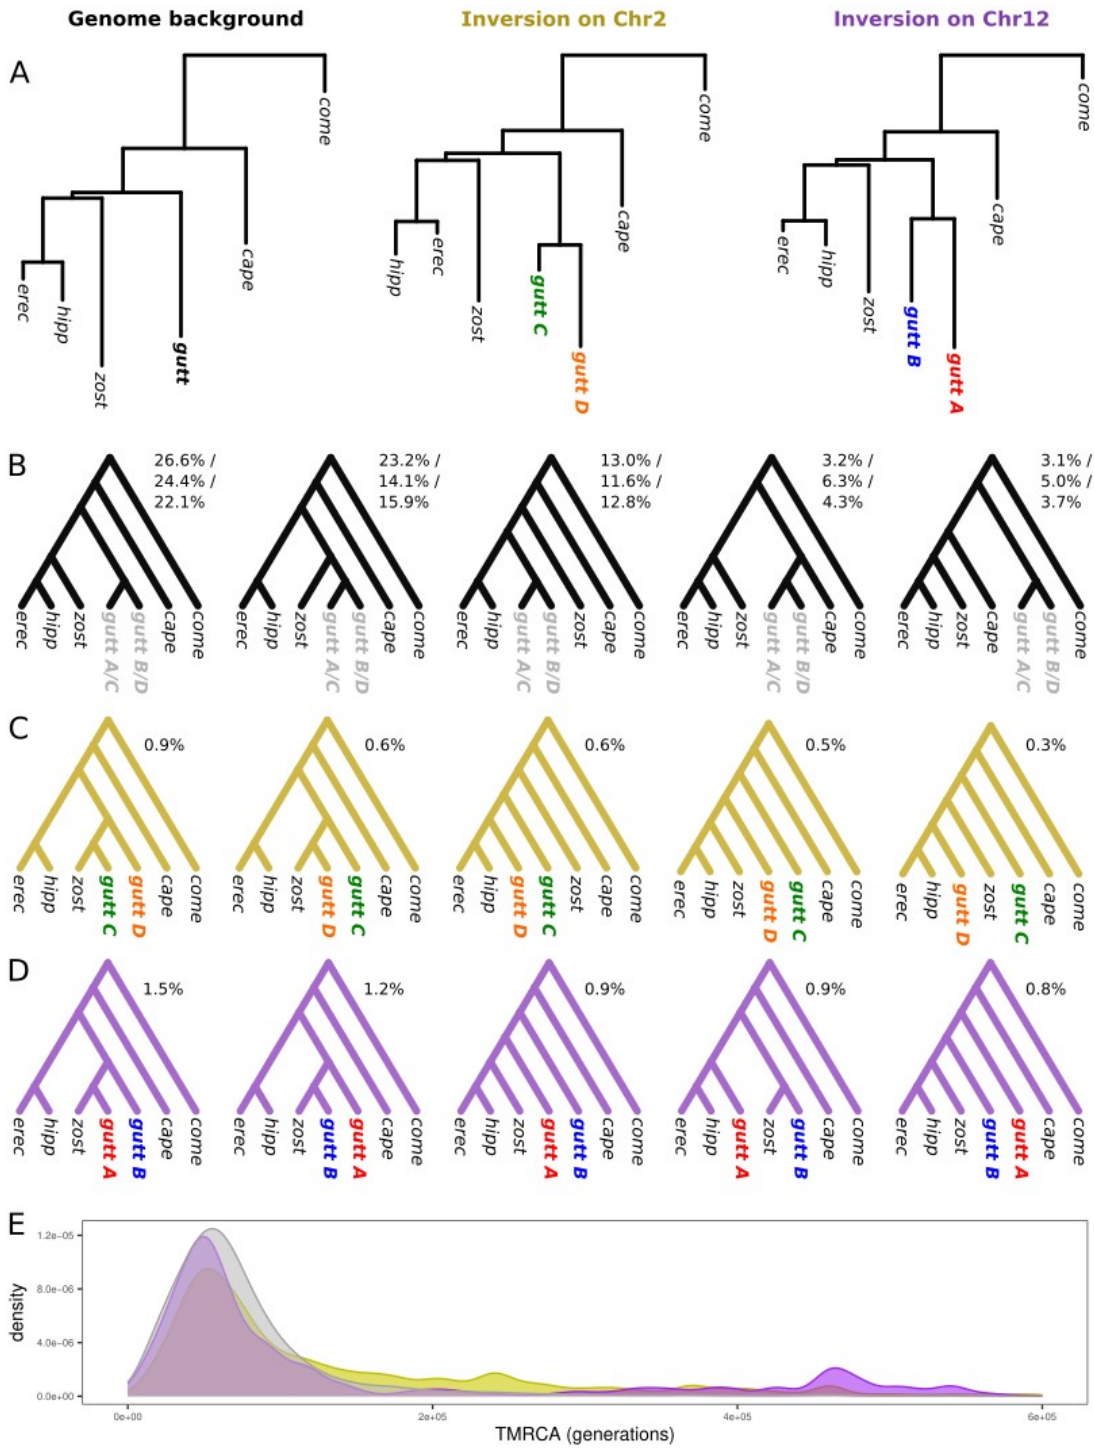 Genome background Inversion on Chr2 Inversion on Chr12
A
come come come
cape cape cape
erec hipp zost gutt
hipp erec zost gutt C gutt D
erec hipp zost gutt B gutt A
B
26.6% / 23.2% / 13.0% / 3.2% / 3.1% /
24.4% / 14.1% / 11.6% / 6.3% / 5.0% /
22.1% 15.9% 12.8% 4.3% 3.7%
erec hipp zost gutt A/C gutt B/D cape come
erec hipp zost gutt A/C gutt B/D cape come
erec hipp gutt A/C gutt B/D zost cape come
erec hipp zost gutt A/C gutt B/D cape come
erec hipp zost cape gutt A/C gutt B/D come
C
0.9% 0.6% 0.6% 0.5% 0.3%
erec hipp zost gutt C gutt D cape come
erec hipp zost gutt D gutt C cape come
erec hipp gutt D gutt C zost cape come
erec hipp zost gutt D gutt C cape come
erec hipp gutt D zost gutt C cape come
D
1.5% 1.2% 0.9% 0.9% 0.8%
erec hipp zost gutt A gutt B cape come
erec hipp zost gutt B gutt A cape come
erec hipp zost gutt A gutt B cape come
erec hipp gutt A zost gutt B cape come
erec hipp zost gutt B gutt A cape come
E
density
1.2e−05
8.0e−06
4.0e−06
0.0e+00
0e+00 2e+05 4e+05 6e+05
TMRCA (generations)